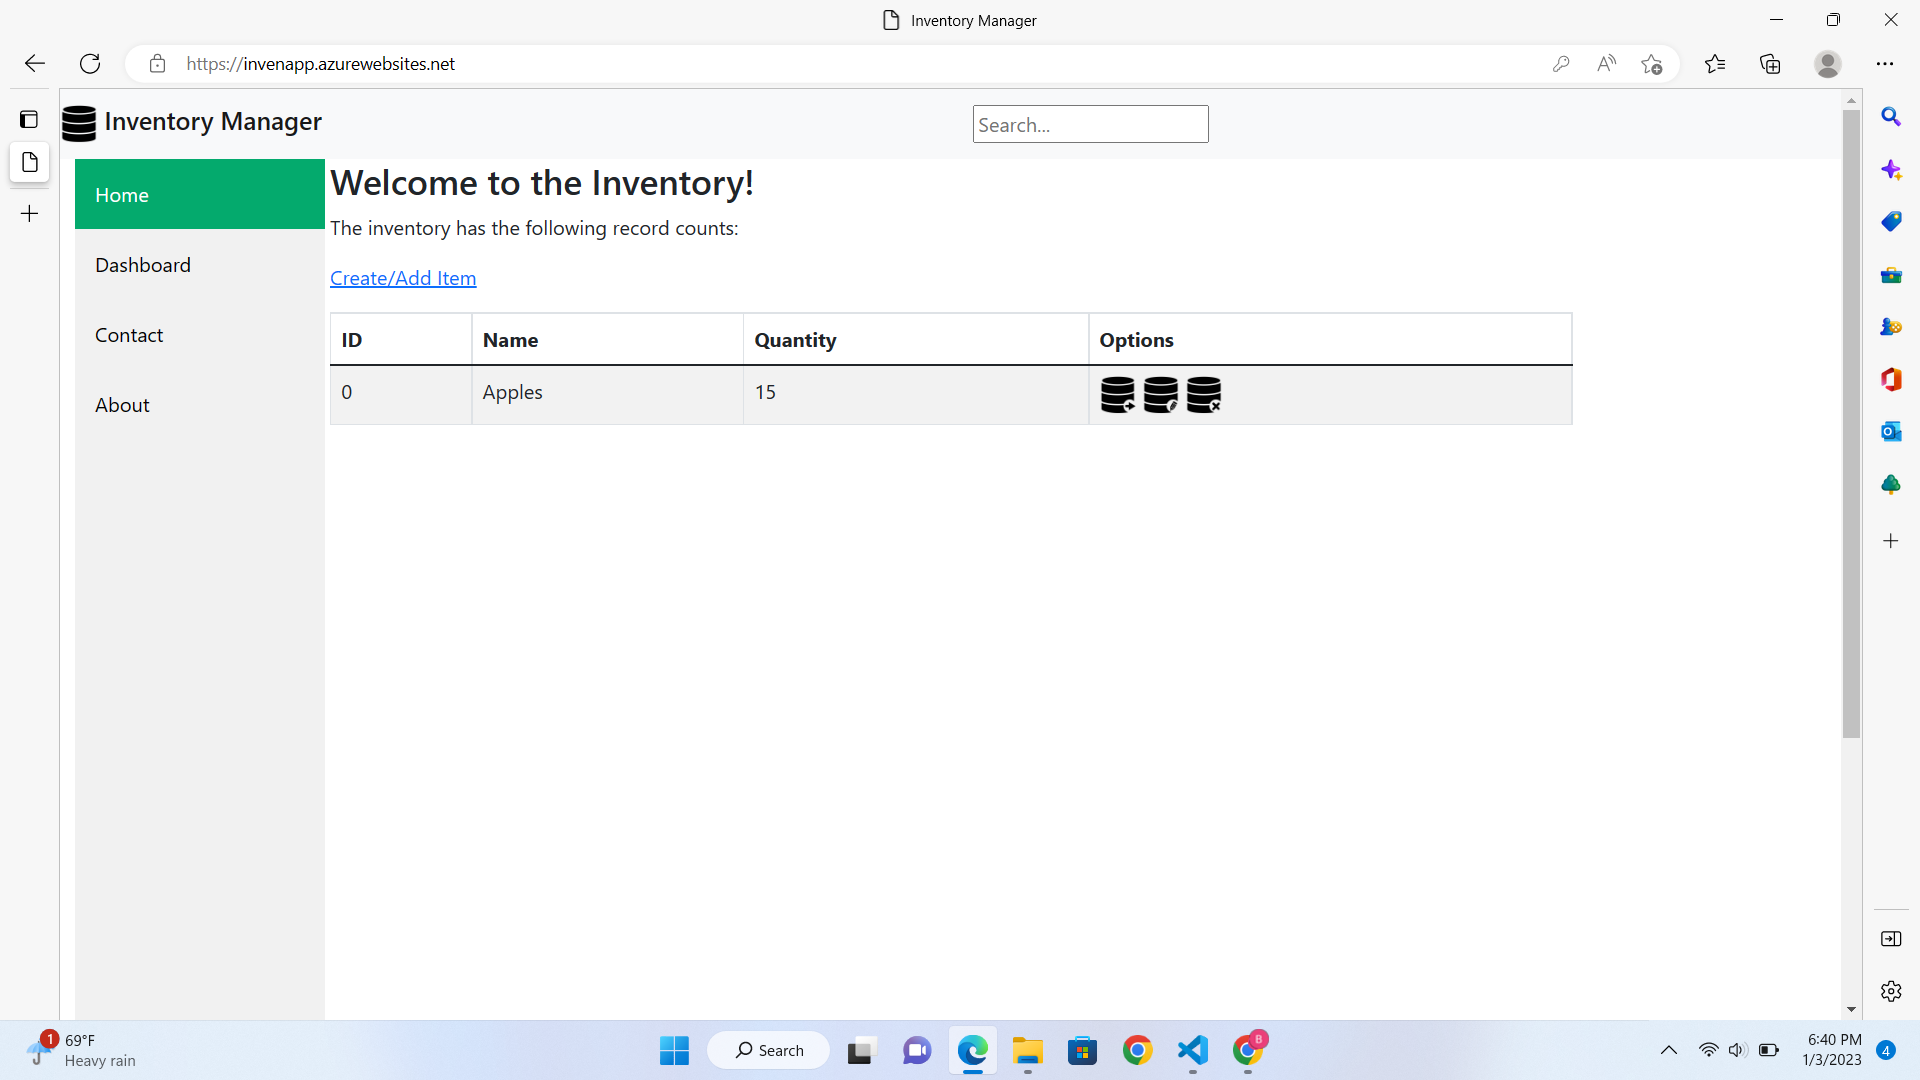 Inventory Manager
https://invenapp.azurewebsites.net
Inventory Manager
Search...
Home
Dashboard
Contact
About
Welcome to the Inventory!
The inventory has the following record counts:
Create/Add Item
ID Name Quantity Options
0 Apples 15
1
69°F
Heavy rain
Search
B
6:40 PM
1/3/2023
4